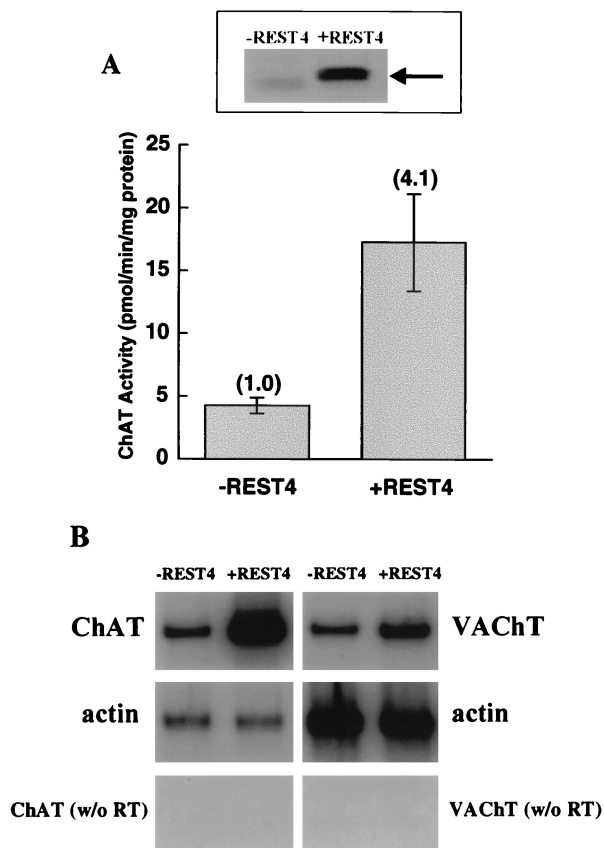 -REST4 +REST4
A
ChAT Activity (pmol/min/mg protein)
25
20
15
10
5
0
(1.0)
(4.1)
-REST4 +REST4
B
-REST4 +REST4 -REST4 +REST4
ChAT VAChT
actin actin
ChAT (w/o RT) VAChT (w/o RT)